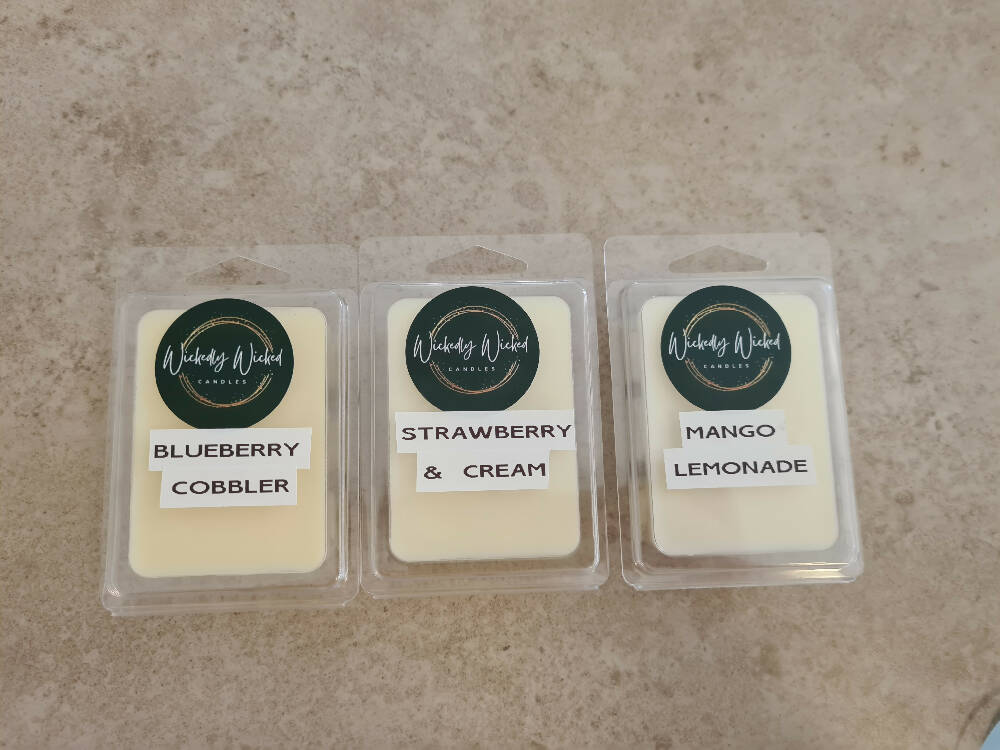 Wickedly Wicked
CANDLES
BLUEBERRY
COBBLER
Wickedly Wicked
CANDLES
STRAWBERRY
& CREAM
Wickedly Wicked
CANDLES
MANGO
LEMONADE